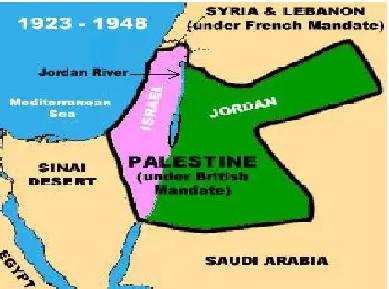 1923 - 1948
SYRIA & LEBANON
(under French Mandate)
Jordan River
Mediterranean
Sea
ISRAEL
JORDAN
PALESTINE
(under British
Mandate)
SINAI
DESERT
EGYPT
SAUDI ARABIA